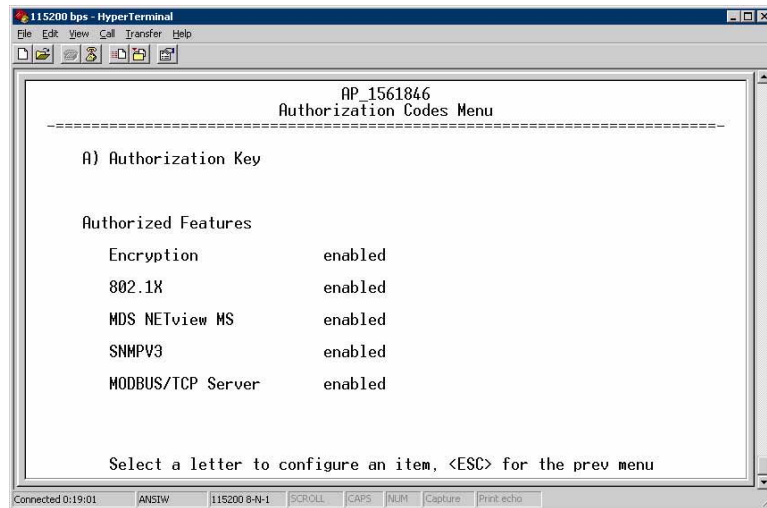 115200 bps - HyperTerminal
File Edit View Call Transfer Help
AP_1561846
Authorization Codes Menu
-==========================================================================-
A) Authorization Key
Authorized Features
Encryption enabled
802.1X enabled
MDS NETview MS enabled
SNMPV3 enabled
MODBUS/TCP Server enabled
Select a letter to configure an item, <ESC> for the prev menu
Connected 0:19:01 ANSIW 115200 8-N-1 SCROLL CAPS NUM Capture Print echo